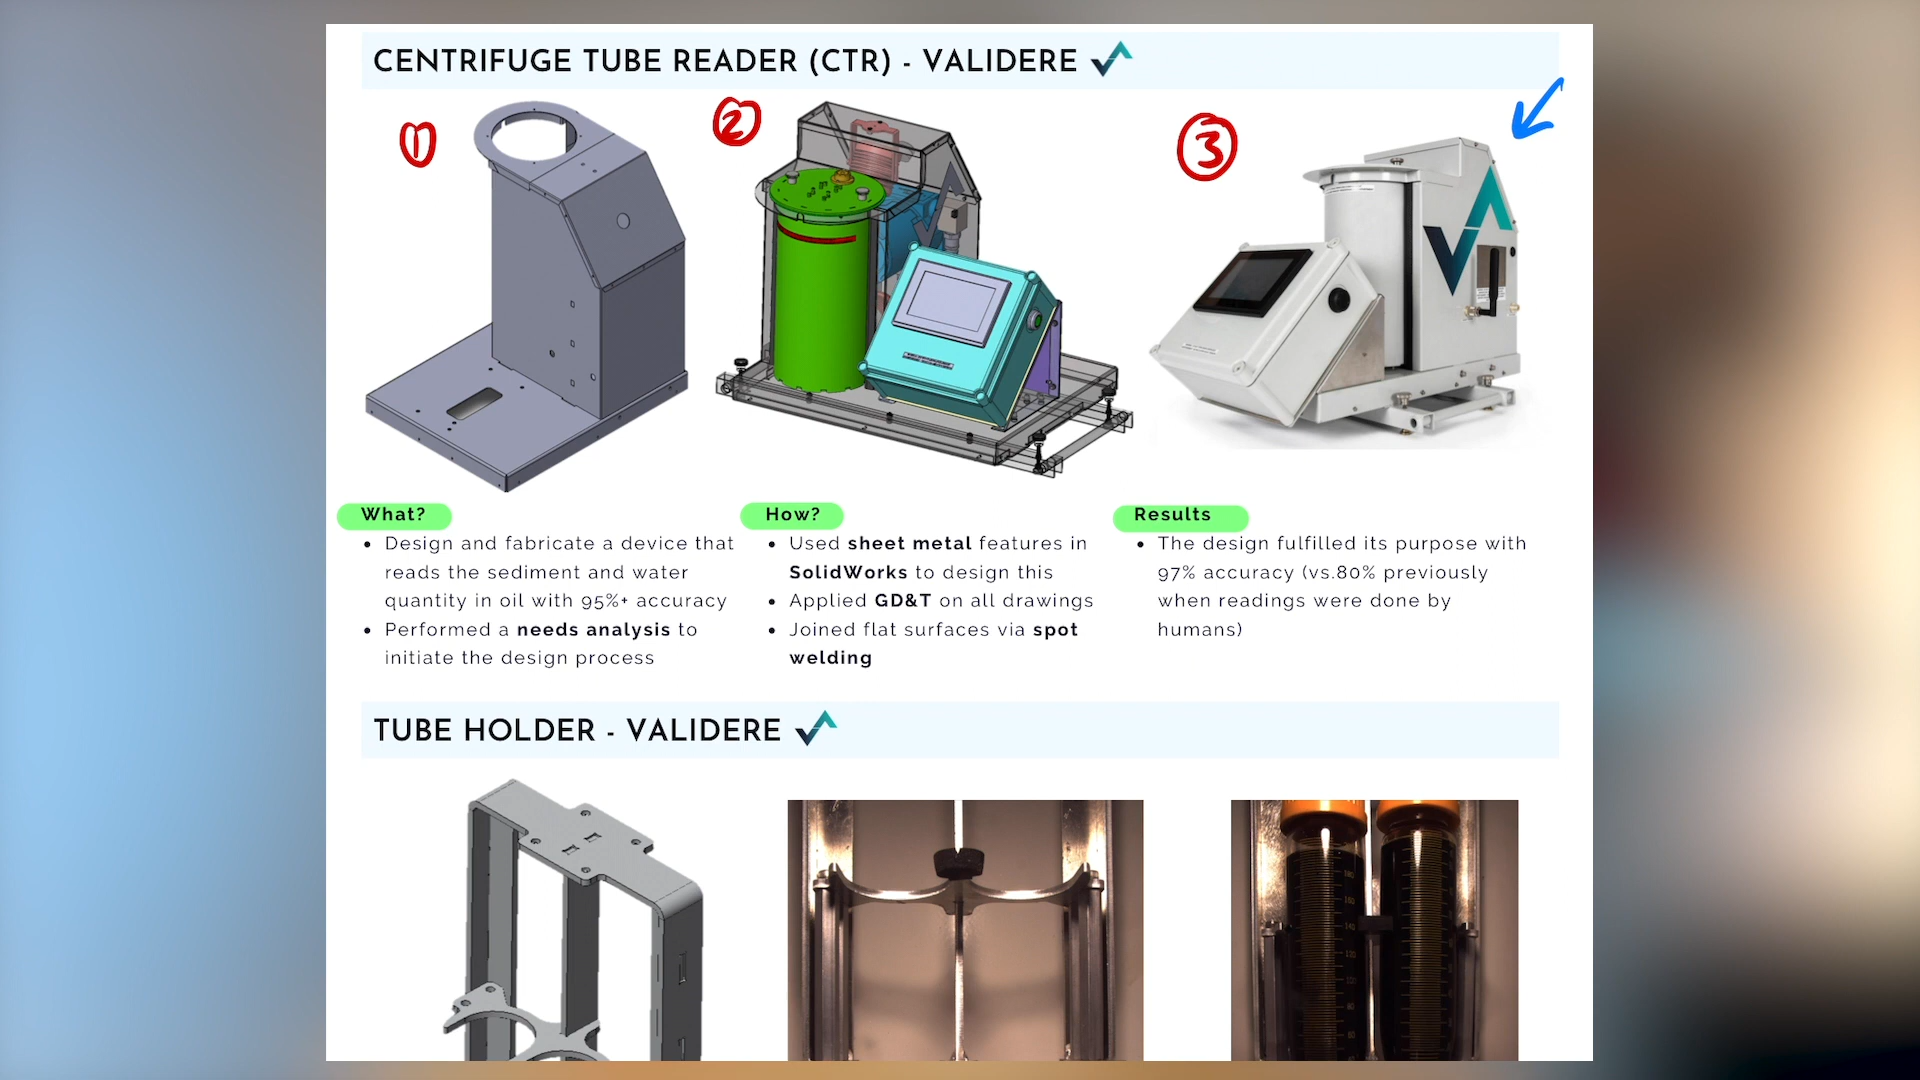 CENTRIFUGE TUBE READER (CTR) - VALIDERE
1
2
3
What?
• Design and fabricate a device that
reads the sediment and water
quantity in oil with 95%+ accuracy
• Performed a needs analysis to
initiate the design process
How?
• Used sheet metal features in
SolidWorks to design this
• Applied GD&T on all drawings
• Joined flat surfaces via spot
welding
Results
• The design fulfilled its purpose with
97% accuracy (vs.80% previously
when readings were done by
humans)
TUBE HOLDER - VALIDERE